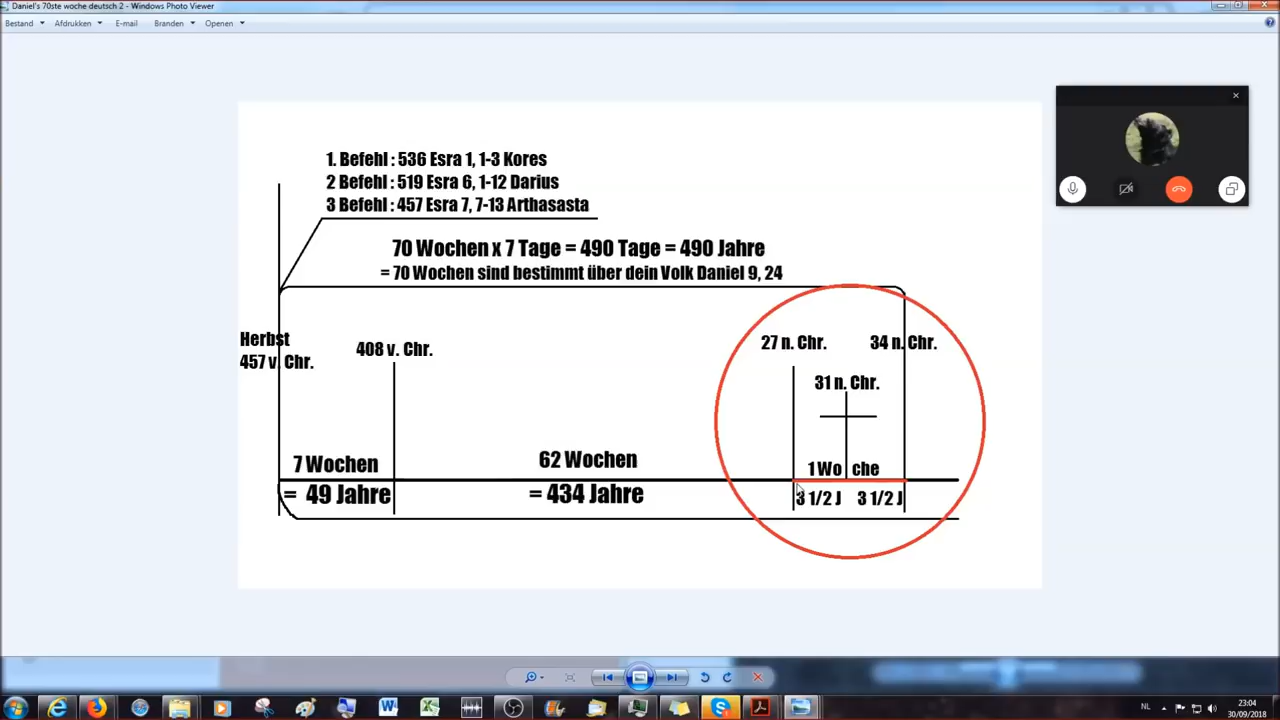 Daniel's 70ste woche deutsch 2 - Windows Photo Viewer
Bestand Afdrukken E-mail Branden Openen
1. Befehl : 536 Esra 1, 1-3 Kores
2 Befehl : 519 Esra 6, 1-12 Darius
3 Befehl : 457 Esra 7, 7-13 Arthasasta
70 Wochen x 7 Tage = 490 Tage = 490 Jahre
= 70 Wochen sind bestimmt über dein Volk Daniel 9, 24
Herbst
457 v. Chr.
408 v. Chr.
27 n. Chr.
34 n. Chr.
31 n. Chr.
7 Wochen
62 Wochen
1 Wo che
= 49 Jahre
= 434 Jahre
3 1/2 J 3 1/2 J
NL
23:04
30/09/2018